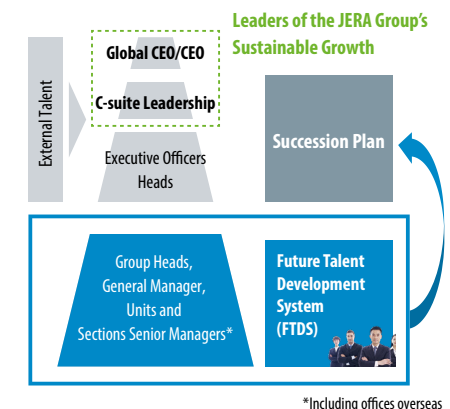 Leaders of the JERA Group's
Sustainable Growth
Global CEO/CEO
C-suite Leadership
External Talent
Executive Officers
Heads
Succession Plan
Group Heads,
General Manager,
Units and
Sections Senior Managers*
Future Talent
Development
System
(FTDS)
*Including offices overseas